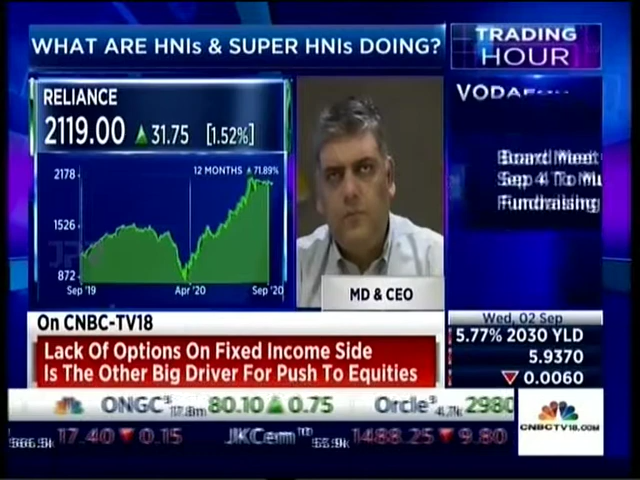 WHAT ARE HNIs & SUPER HNIs DOING?
TRADING
HOUR
RELIANCE
2119.00 ▲ 31.75 [1.52%]
12 MONTHS ▲ 71.89%
2178
1526
872
Sep '19
Apr '20
Sep '20
MD & CEO
Board Meet
Sep 4 To
Fundraising
On CNBC-TV18
Lack Of Options On Fixed Income Side
Is The Other Big Driver For Push To Equities
Wed, 02 Sep
5.77% 2030 YLD
5.9370
▼ 0.0060
ONGC 80.10 ▲ 0.75 Orcle 2980
CNBCTV18.COM
17.40 ▼ 0.15 JKCem 1488.25 ▼ 9.80